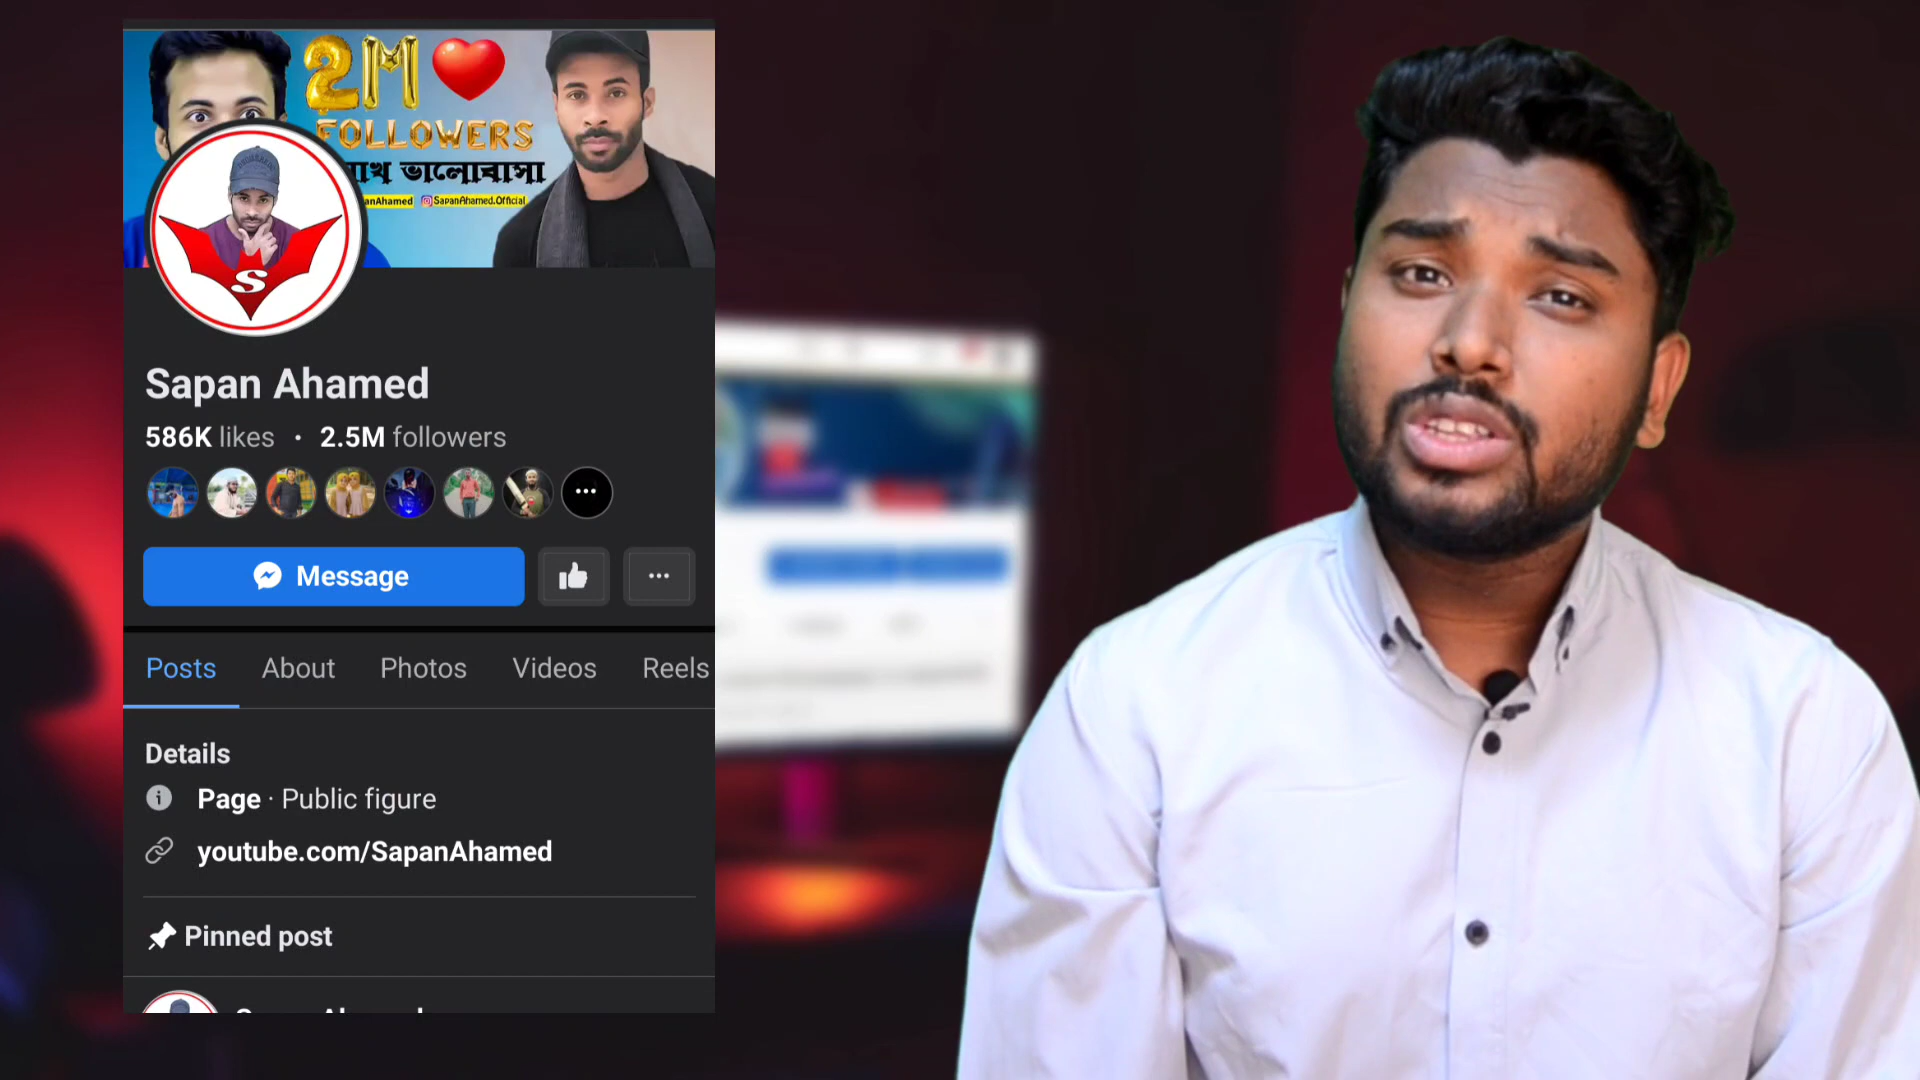 2M
FOLLOWERS
ভালোবাসা
SapanAhamed.Official
S
Sapan Ahamed
586K likes · 2.5M followers
Message
Posts About Photos Videos Reels
Details
Page · Public figure
youtube.com/SapanAhamed
Pinned post